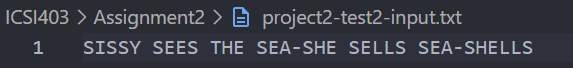 ICSI403 > Assignment2 > project2-test2-input.txt
1 SISSY SEES THE SEA-SHE SELLS SEA-SHELLS